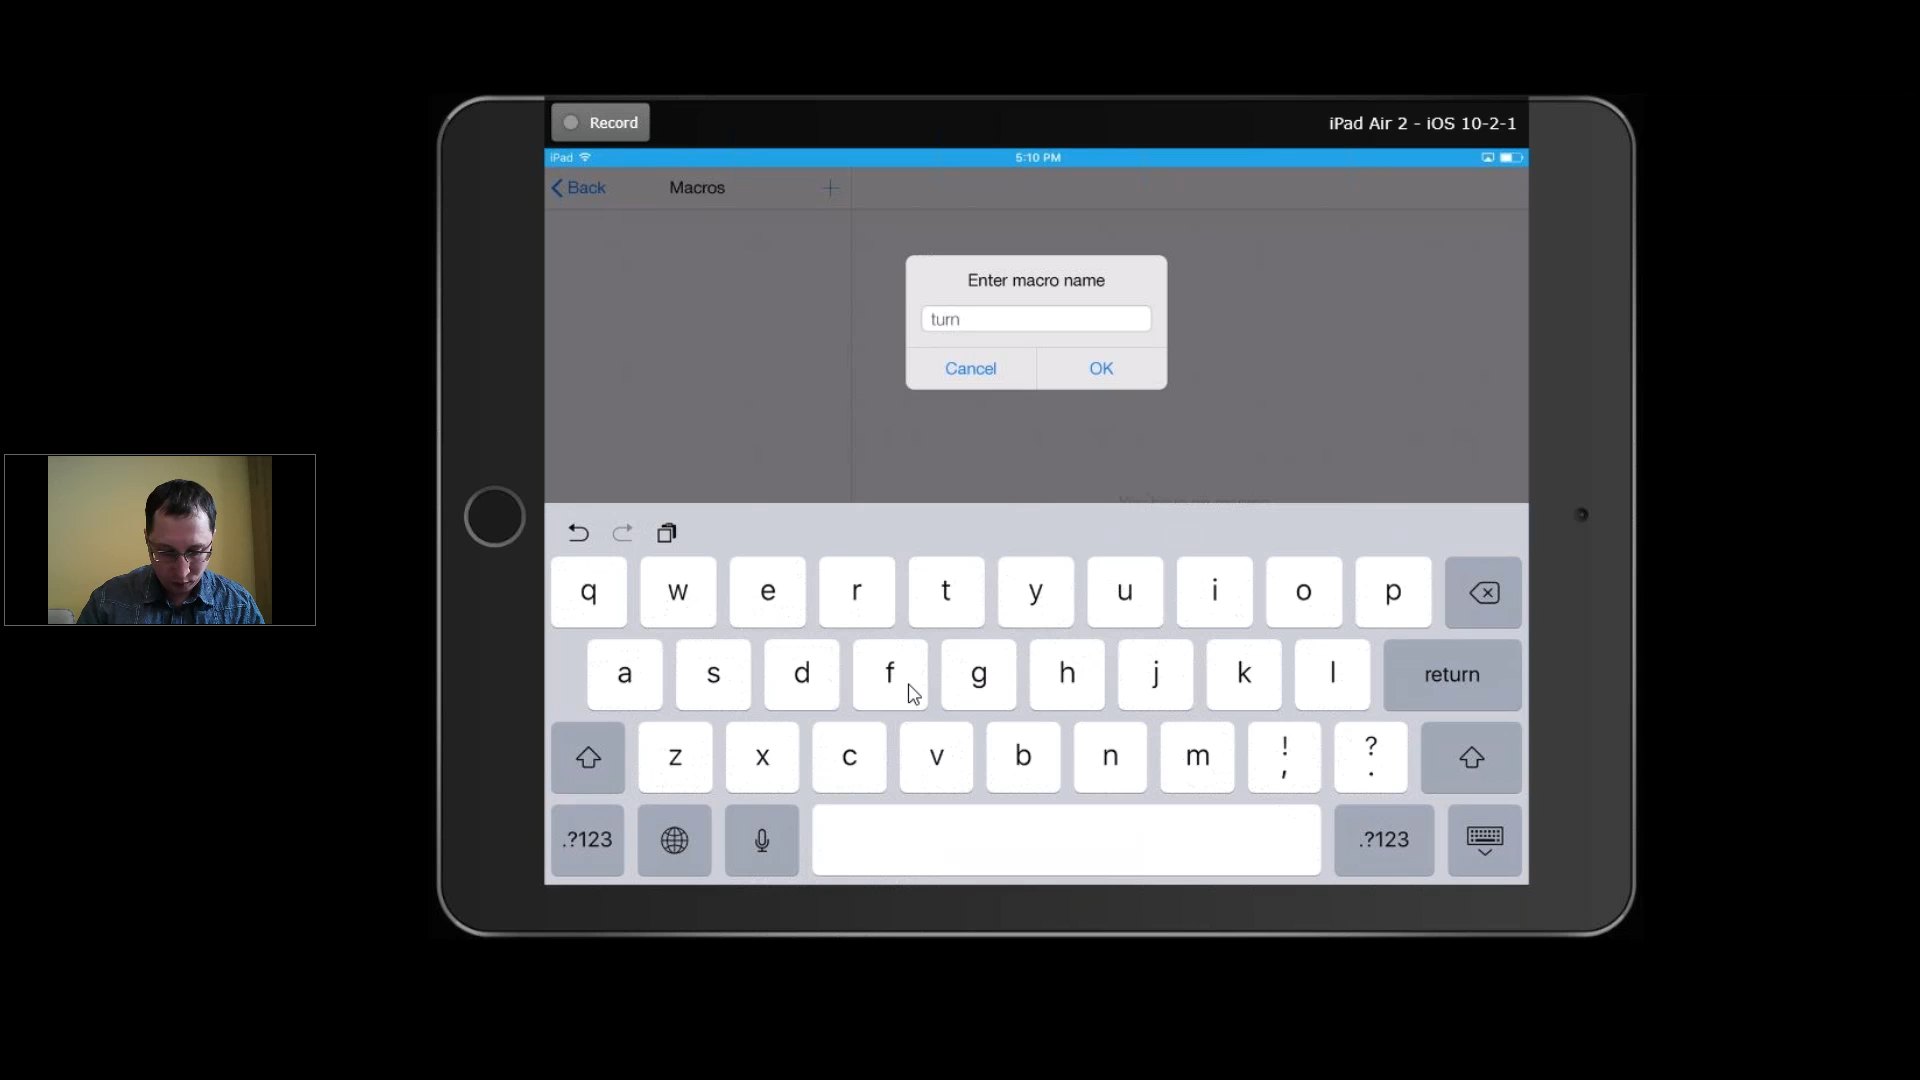 Record
iPad Air 2 - iOS 10-2-1
iPad
5:10 PM
Back
Macros
+
Enter macro name
turn
Cancel
OK
q w e r t y u i o p
a s d f g h j k l return
z x c v b n m ! , ? .
.?123 .?123